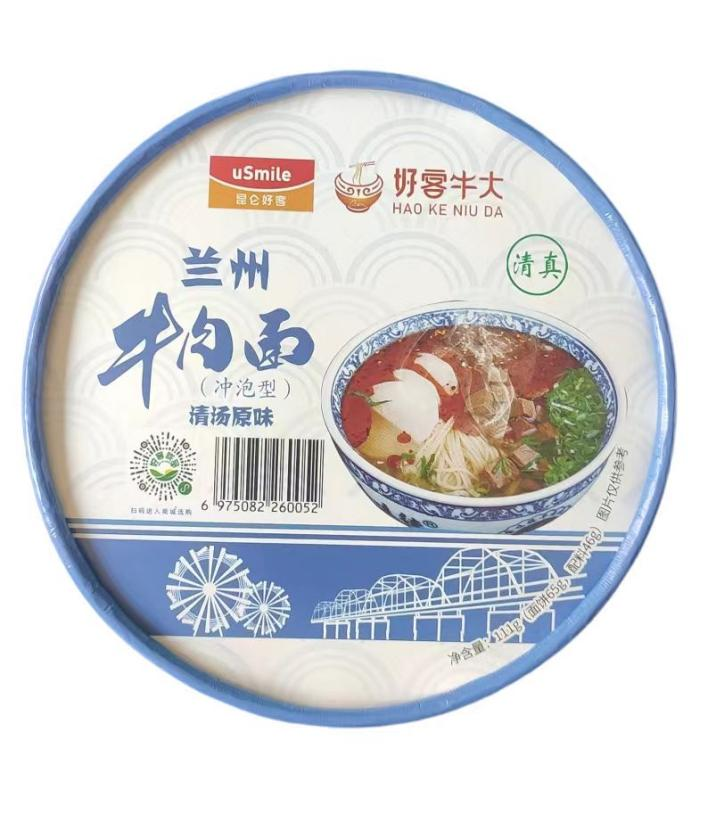 uSmile
昆仑好客
好客牛大
HAO KE NIU DA
清真
兰州
牛肉面
（冲泡型）
清汤原味
扫码进入商城选购
6 975082 260052
净含量：111g（面饼65g，配料46g）
图片仅供参考